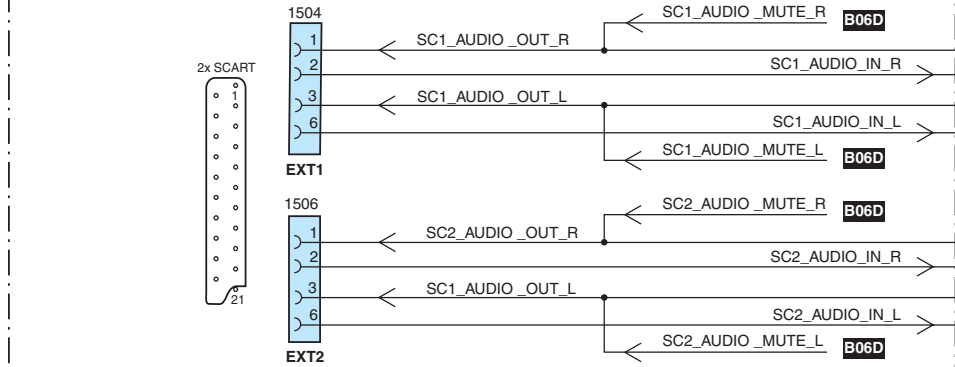 1504
SC1_AUDIO _MUTE_R B06D
1 SC1_AUDIO _OUT_R
2 SC1_AUDIO_IN_R
2x SCART
1
3 SC1_AUDIO _OUT_L
6 SC1_AUDIO_IN_L
SC1_AUDIO _MUTE_L B06D
EXT1
1506
SC2_AUDIO _MUTE_R B06D
1 SC2_AUDIO _OUT_R
2 SC2_AUDIO_IN_R
3 SC1_AUDIO _OUT_L
21
6 SC2_AUDIO_IN_L
SC2_AUDIO _MUTE_L B06D
EXT2